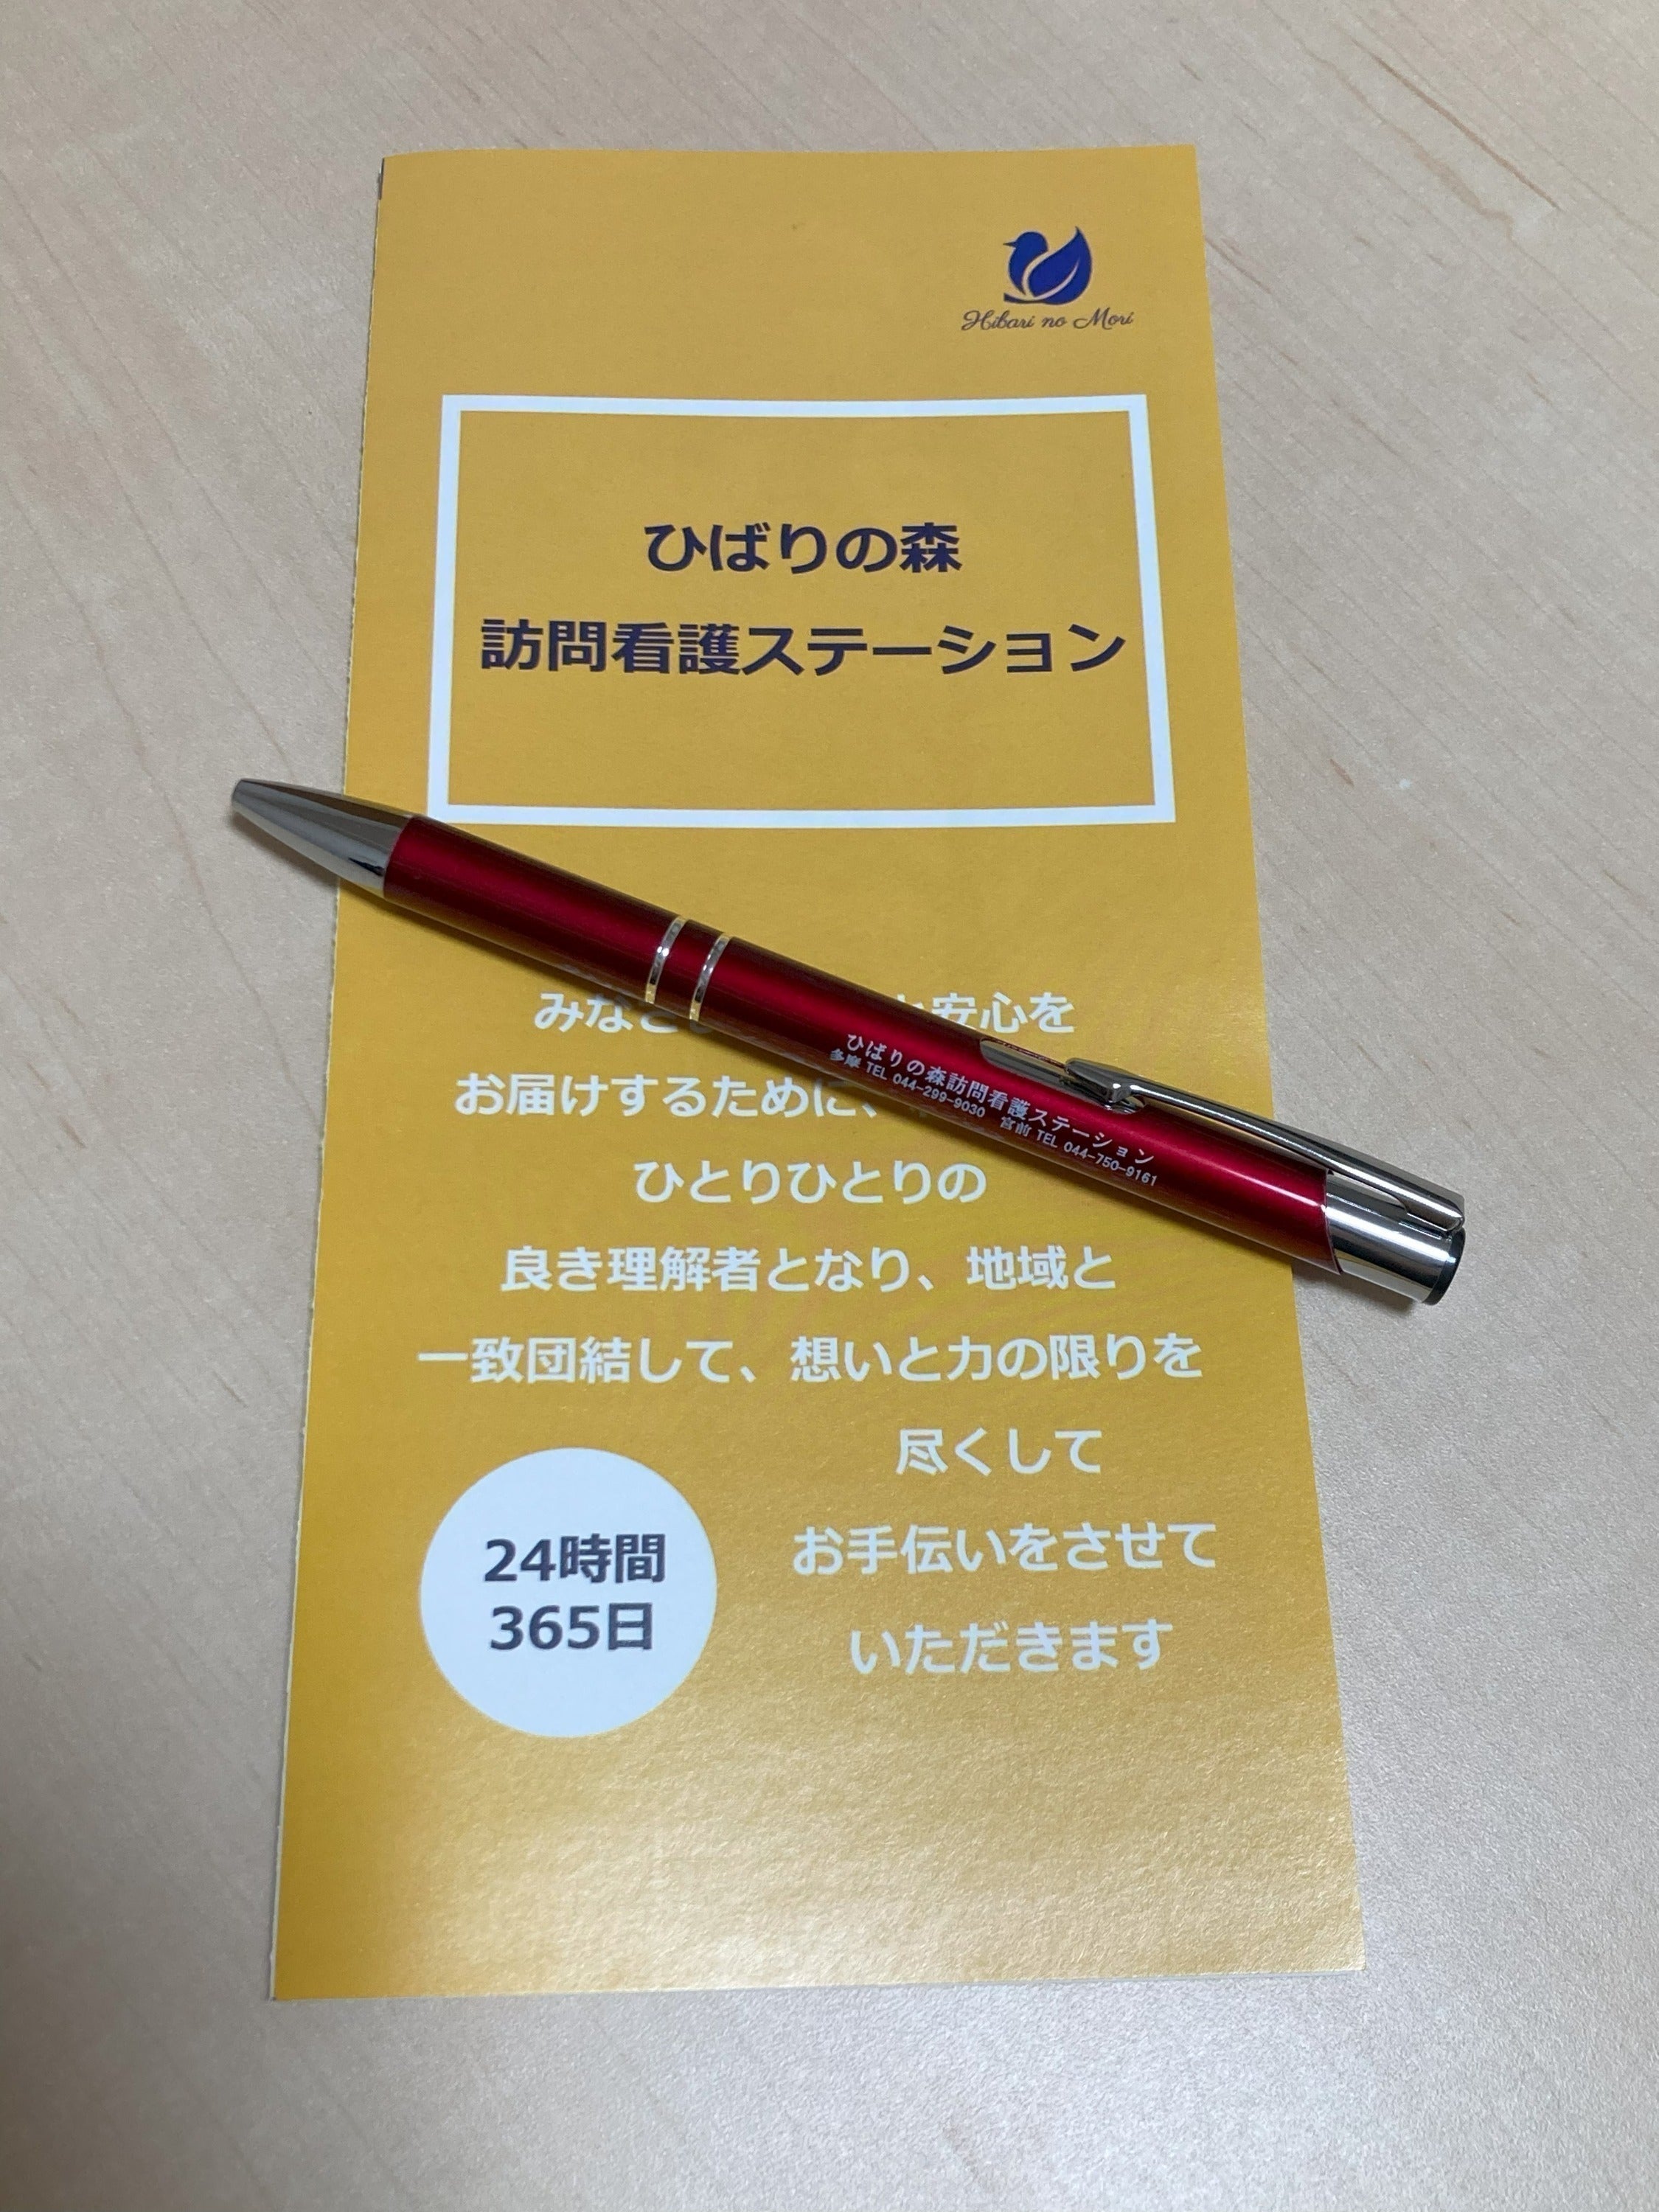 Hibari no Mori
ひばりの森
訪問看護ステーション
みなさ 安心を
お届けするために、
ひとりひとりの
良き理解者となり、地域と
一致団結して、想いと力の限りを
尽くして
お手伝いをさせて
いただきます
24時間
365日
ひばりの森訪問看護ステーション
多摩 TEL 044-299-9030 宮前 TEL 044-750-9161